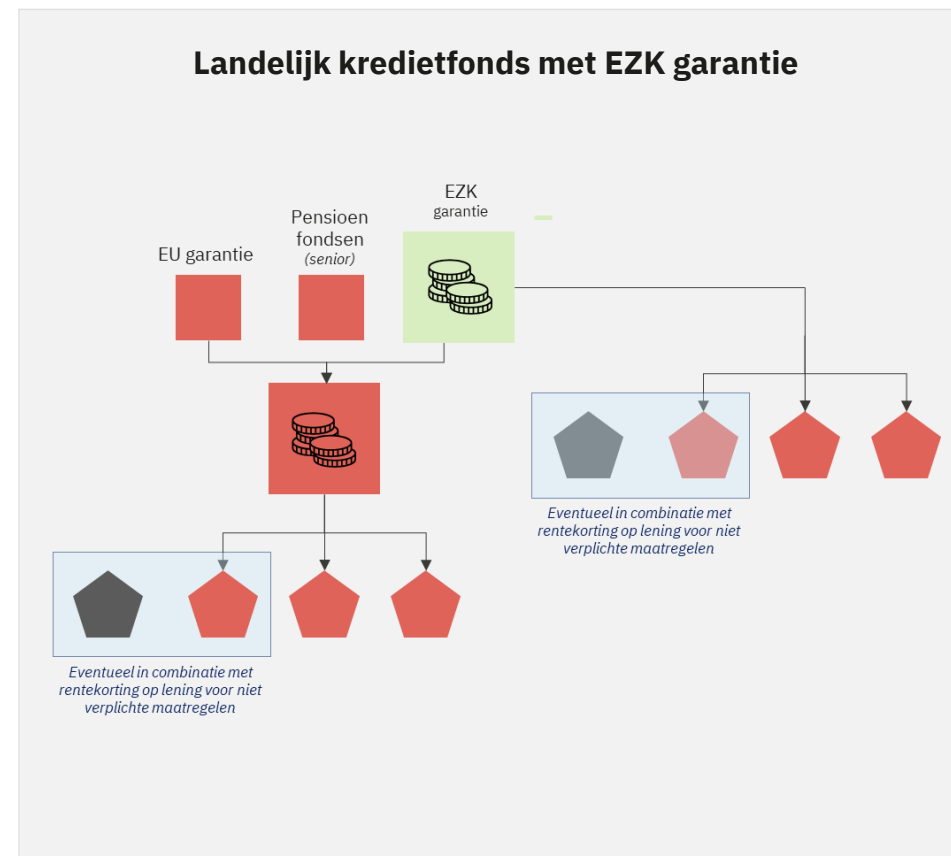 Landelijk kredietfonds met EZK garantie
EZK
garantie
Pensioen
fondsen
(senior)
EU garantie
Eventueel in combinatie met
rentekorting op lening voor niet
verplichte maatregelen
Eventueel in combinatie met
rentekorting op lening voor niet
verplichte maatregelen